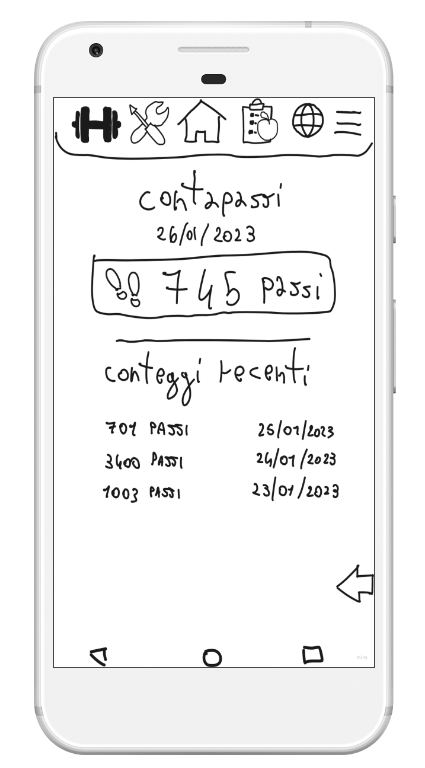 contapassi
26/01/2023
745 passi
conteggi recenti
701 PASSI 25/01/2023
3400 PASSI 24/01/2023
1003 PASSI 23/01/2023